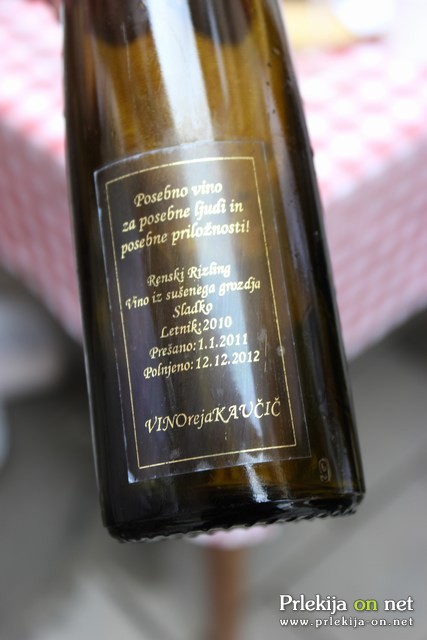 Posebno vino
za posebne ljudi in
posebne priložnosti!
Renski Rizling
Vino iz sušenega grozdja
Sladko
Letnik:2010
Prešano:1.1.2011
Polnjeno:12.12.2012
VINOrejaKAUČIČ
Prlekija on net
www.prlekija-on.net